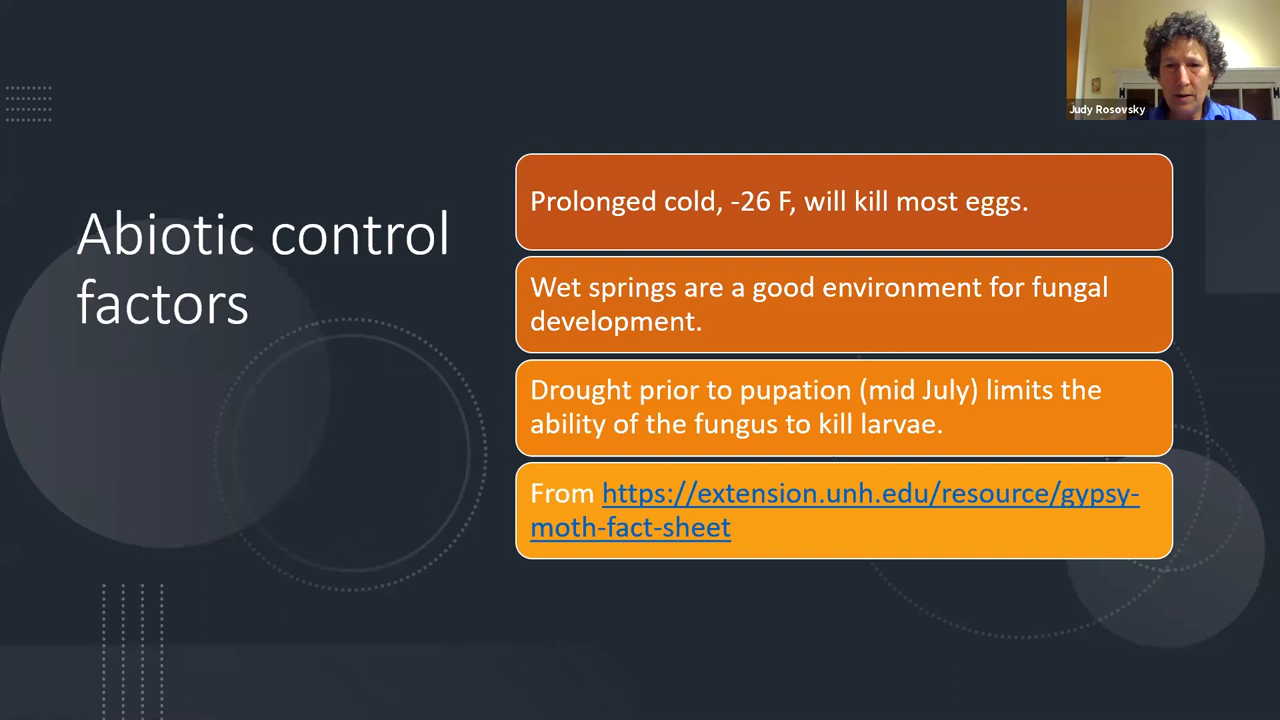 Judy Rosovsky
Abiotic control
factors
Prolonged cold, -26 F, will kill most eggs.
Wet springs are a good environment for fungal
development.
Drought prior to pupation (mid July) limits the
ability of the fungus to kill larvae.
From https://extension.unh.edu/resource/gypsy-
moth-fact-sheet